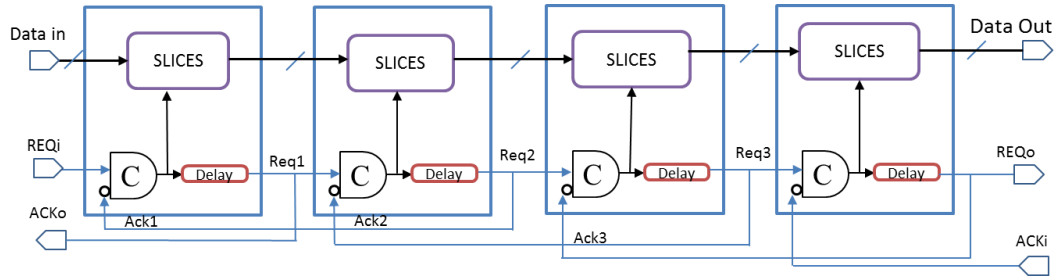 Data in
SLICES
SLICES
SLICES
SLICES
Data Out
REQi
C
Delay
Req1
C
Delay
Req2
C
Delay
Req3
C
Delay
REQo
ACKo
Ack1
Ack2
Ack3
ACKi